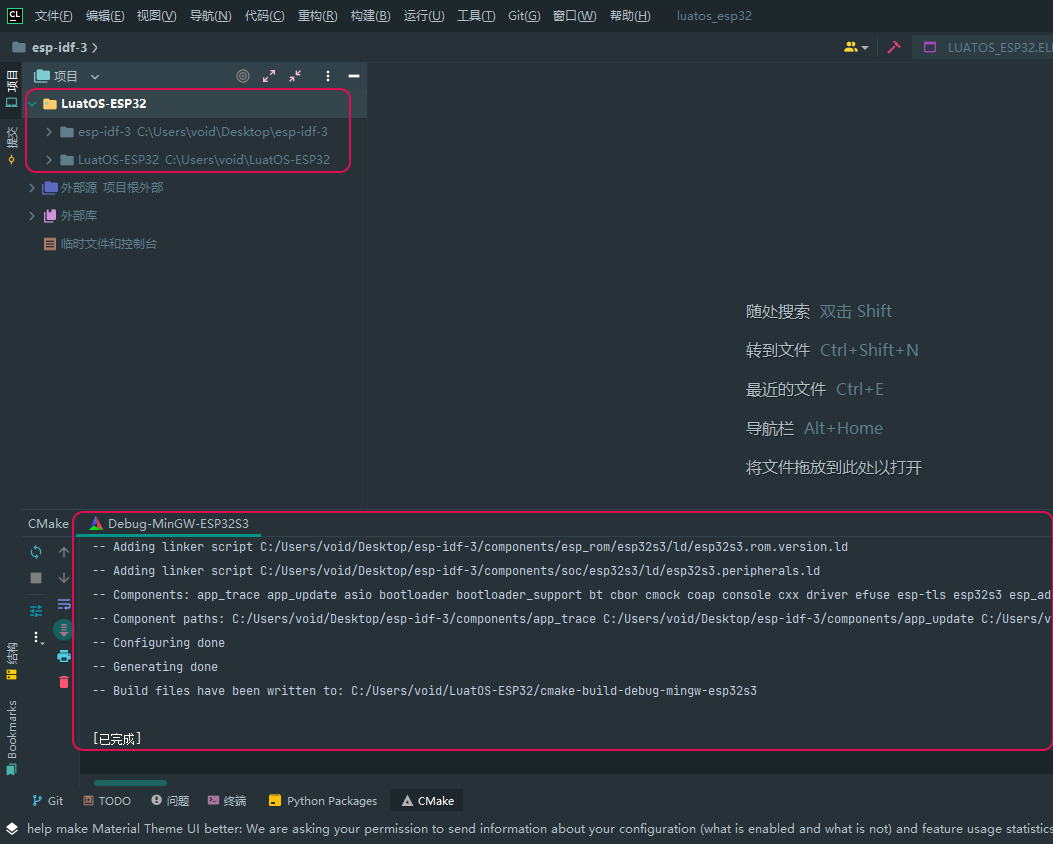 CL 文件(F) 编辑(E) 视图(V) 导航(N) 代码(C) 重构(R) 构建(B) 运行(U) 工具(T) Git(G) 窗口(W) 帮助(H) luatos_esp32
esp-idf-3
LUATOS_ESP32.EL
项目
项目
LuatOS-ESP32
提交
esp-idf-3 C:\Users\void\Desktop\esp-idf-3
LuatOS-ESP32 C:\Users\void\LuatOS-ESP32
外部源 项目根外部
外部库
临时文件和控制台
随处搜索 双击 Shift
转到文件 Ctrl+Shift+N
最近的文件 Ctrl+E
导航栏 Alt+Home
将文件拖放到此处以打开
CMake Debug-MinGW-ESP32S3
-- Adding linker script C:/Users/void/Desktop/esp-idf-3/components/esp_rom/esp32s3/ld/esp32s3.rom.version.ld
-- Adding linker script C:/Users/void/Desktop/esp-idf-3/components/soc/esp32s3/ld/esp32s3.peripherals.ld
-- Components: app_trace app_update asio bootloader bootloader_support bt cbor cmock coap console cxx driver efuse esp-tls esp32s3 esp_ad
-- Component paths: C:/Users/void/Desktop/esp-idf-3/components/app_trace C:/Users/void/Desktop/esp-idf-3/components/app_update C:/Users/v
-- Configuring done
-- Generating done
-- Build files have been written to: C:/Users/void/LuatOS-ESP32/cmake-build-debug-mingw-esp32s3
[已完成]
结构
Bookmarks
Git TODO 问题 终端 Python Packages CMake
help make Material Theme UI better: We are asking your permission to send information about your configuration (what is enabled and what is not) and feature usage statistics